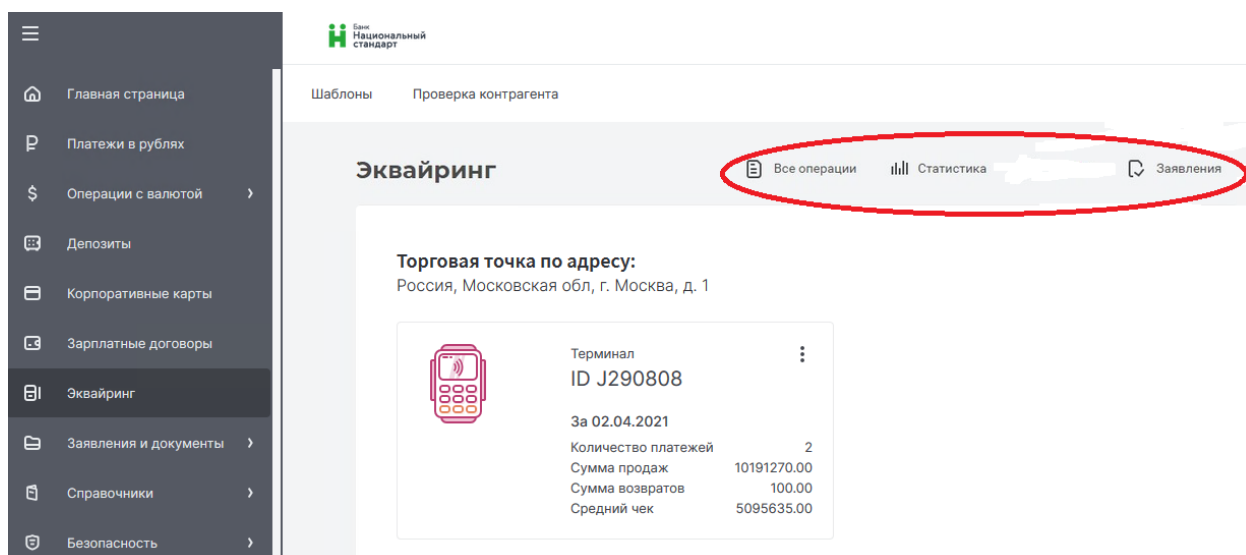 Банк
Национальный
стандарт
Главная страница
Платежи в рублях
Операции с валютой
Депозиты
Корпоративные карты
Зарплатные договоры
Эквайринг
Заявления и документы
Справочники
Безопасность
Шаблоны Проверка контрагента
Эквайринг Все операции Статистика Заявления
Торговая точка по адресу:
Россия, Московская обл, г. Москва, д. 1
Терминал
ID J290808
За 02.04.2021
Количество платежей 2
Сумма продаж 10191270.00
Сумма возвратов 100.00
Средний чек 5095635.00